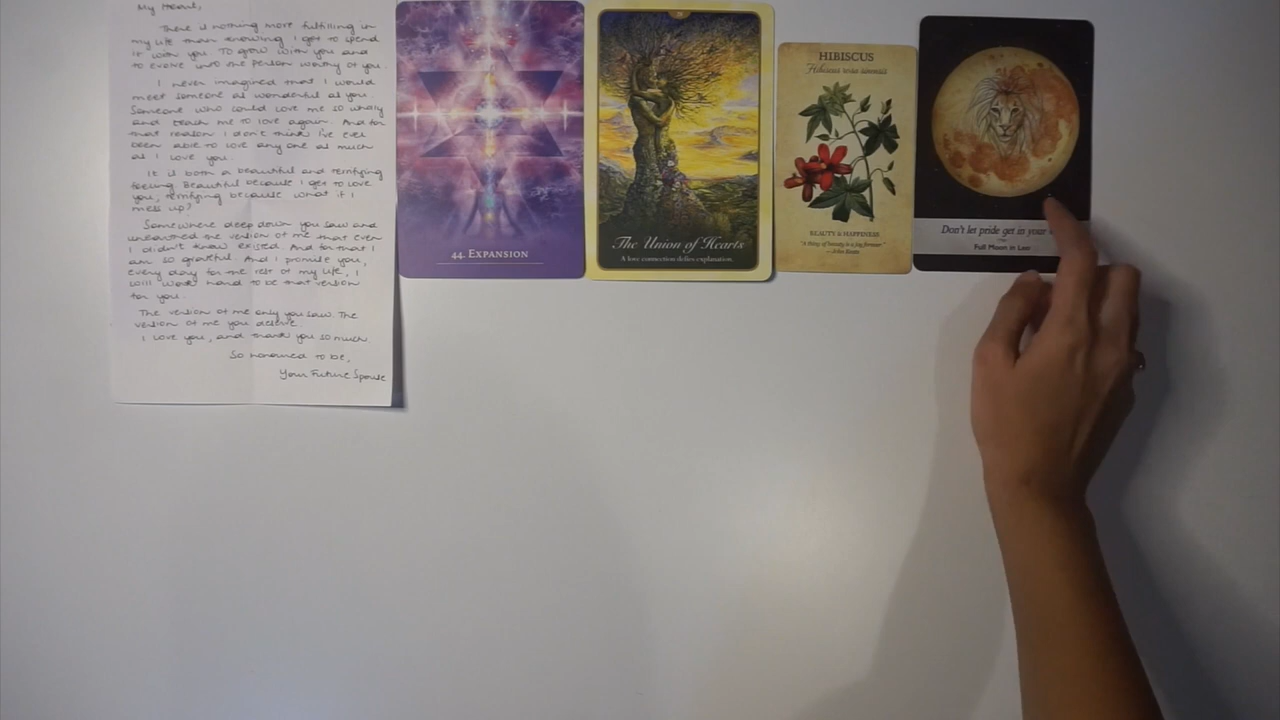 My Heart,
There is nothing more fulfilling in
my life than knowing I get to spend
it with you. To grow with you and
to evolve into the person worthy of you.
I never imagined that I would
meet someone as wonderful as you.
Someone who could love me so wholy
and teach me to love again. And for
that reason I don't think I've ever
been able to love any one as much
as I love you.
It is both a beautiful and terrifying
feeling. Beautiful because I get to love
you, terrifying because what if I
mess up?
Somewhere deep down you saw and
unearthed the version of me that even
I didn't know existed. And for that I
am so grateful. And I promise you,
every day for the rest of my life, I
will work hard to be that version
for you.
The version of me only you saw. The
version of me you deserve.
I love you, and thank you so much.
So honoured to be,
Your Future Spouse
44. EXPANSION
The Union of Hearts
A love connection defies explanation.
HIBISCUS
Hibiscus rosa sinensis
BEAUTY & HAPPINESS
"A thing of beauty is a joy forever"
—John Keats
Don't let pride get in your
Full Moon in Leo